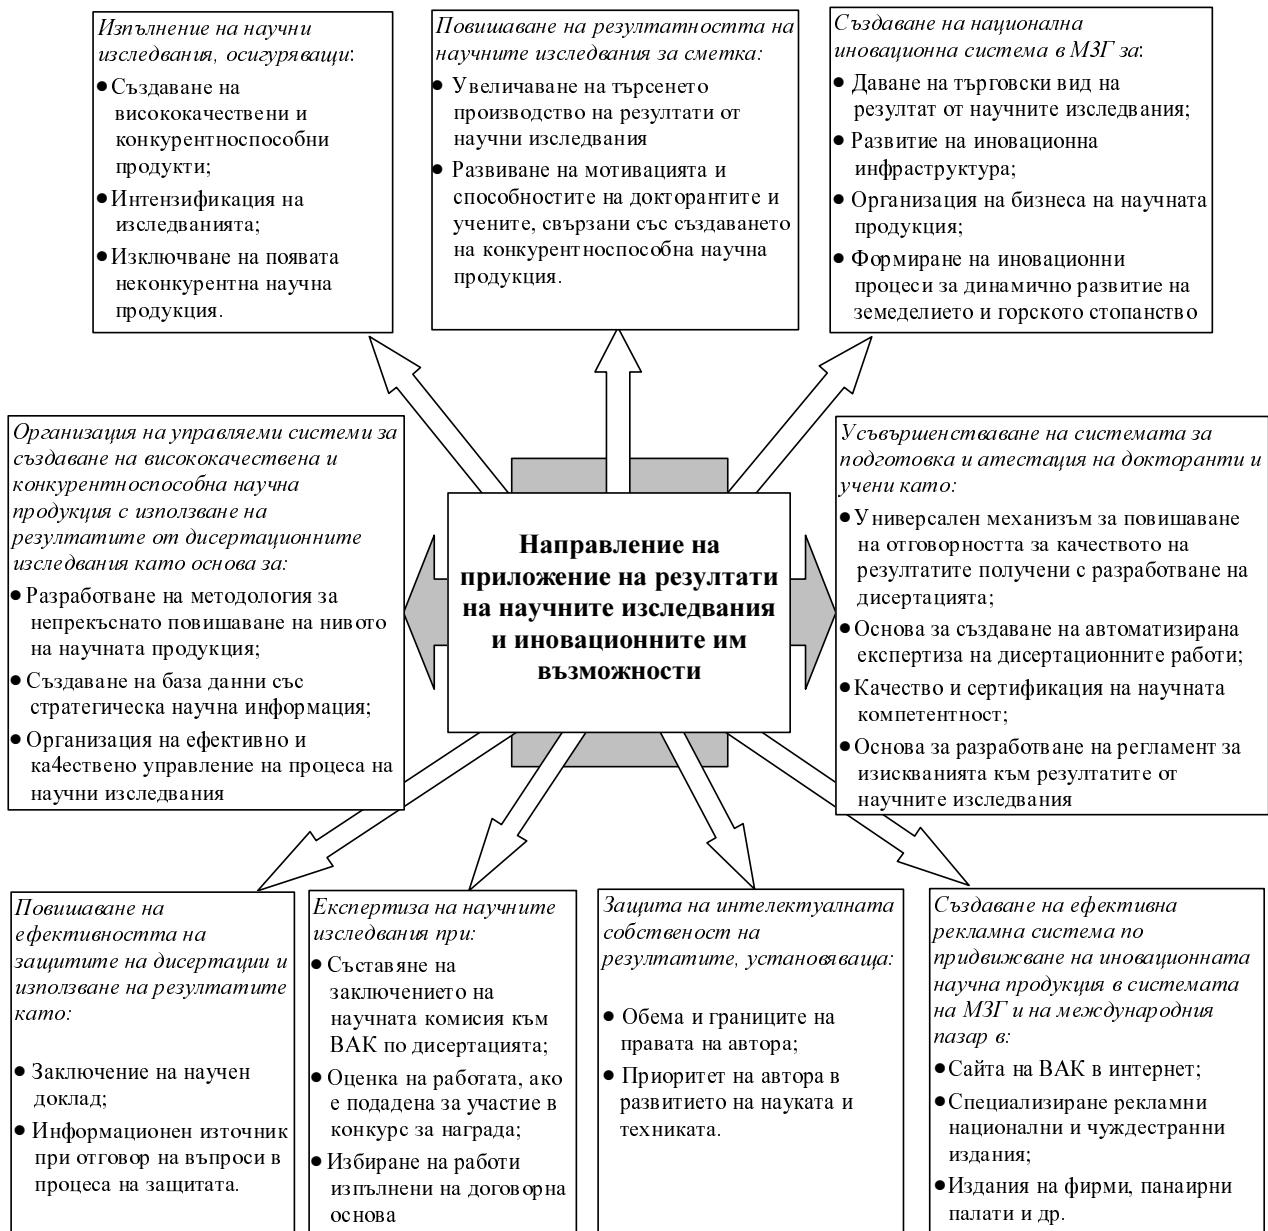 Изпълнение на научни
изследвания, осигуряващи:
● Създаване на
висококачествени и
конкурентноспособни
продукти;
● Интензификация на
изследванията;
● Изключване на появата
неконкурентна научна
продукция.
Повишаване на резултатността на
научните изследвания за сметка:
● Увеличаване на търсенето
производство на резултати от
научни изследвания
● Развиване на мотивацията и
способностите на докторантите и
учените, свързани със създаването
на конкурентноспособна научна
продукция.
Създаване на национална
иновационна система в МЗГ за:
● Даване на търговски вид на
резултат от научните изследвания;
● Развитие на иновационна
инфраструктура;
● Организация на бизнеса на научната
продукция;
● Формиране на иновационни
процеси за динамично развитие на
земеделието и горското стопанство
Организация на управляеми системи за
създаване на висококачествена и
конкурентноспособна научна
продукция с използване на
резултатите от дисертационните
изследвания като основа за:
● Разработване на методология за
непрекъснато повишаване на нивото
на научната продукция;
● Създаване на база данни със
стратегическа научна информация;
● Организация на ефективно и
ка4ествено управление на процеса на
научни изследвания
Направление на
приложение на резултати
на научните изследвания
и иновационните им
възможности
Усъвършенстваване на системата за
подготовка и атестация на докторанти и
учени като:
● Универсален механизъм за повишаване
на отговорността за качеството на
резултатите получени с разработване на
дисертацията;
● Основа за създаване на автоматизирана
експертиза на дисертационните работи;
● Качество и сертификация на научната
компетентност;
● Основа за разработване на регламент за
изискванията към резултатите от
научните изследвания
Повишаване на
ефективността на
защитите на дисертации и
използване на резултатите
като:
● Заключение на научен
доклад;
● Информационен източник
при отговор на въпроси в
процеса на защитата.
Експертиза на научните
изследвания при:
● Съставяне на
заключението на
научната комисия към
ВАК по дисертацията;
● Оценка на работата, ако
е подадена за участие в
конкурс за награда;
● Избиране на работи
изпълнени на договорна
основа
Защита на интелектуалната
собственост на
резултатите, установяваща:
● Обема и границите на
правата на автора;
● Приоритет на автора в
развитието на науката и
техниката.
Създаване на ефективна
рекламна система по
придвижване на иновационната
научна продукция в системата
на МЗГ и на международния
пазар в:
● Сайта на ВАК в интернет;
● Специализиране рекламни
национални и чуждестранни
издания;
● Издания на фирми, панаирни
палати и др.